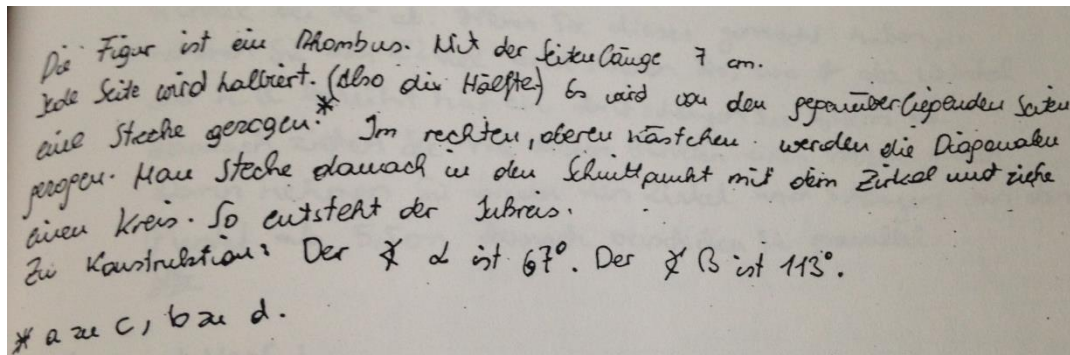 Die Figur ist ein Rhombus. Mit der Seitenlänge 7 cm.
Jede Seite wird halbiert. (Also die Hälfte) Es wird von den gegenüberliegenden Seiten
eine Strecke gezogen.* Im rechten, oberen Kästchen werden die Diagonalen
gezogen. Man steche damach in den Schnittpunkt mit dem Zirkel und ziehe
einen Kreis. So entsteht der Inkreis.
Zu Konstruktion: Der ∢ α ist 67°. Der ∢ β ist 113°.
* a zu c, b zu d.